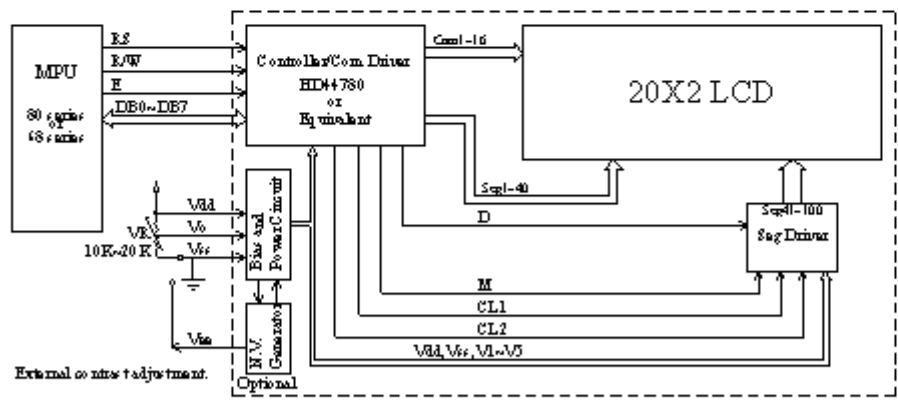 MPU
80 series
or
68 series
RS
R/W
E
DB0~DB7
Controller/Com Driver
HD44780
or
Equivalent
Com1~16
20X2 LCD
Seg1~40
D
Seg41~100
Seg Driver
Vdd
Vo
VR
10K~20K
Vss
Bias and
Power Circuit
M
CL1
CL2
Vdd, Vss, V1~V5
N.V.
Generator
Optional
External contrast adjustment.